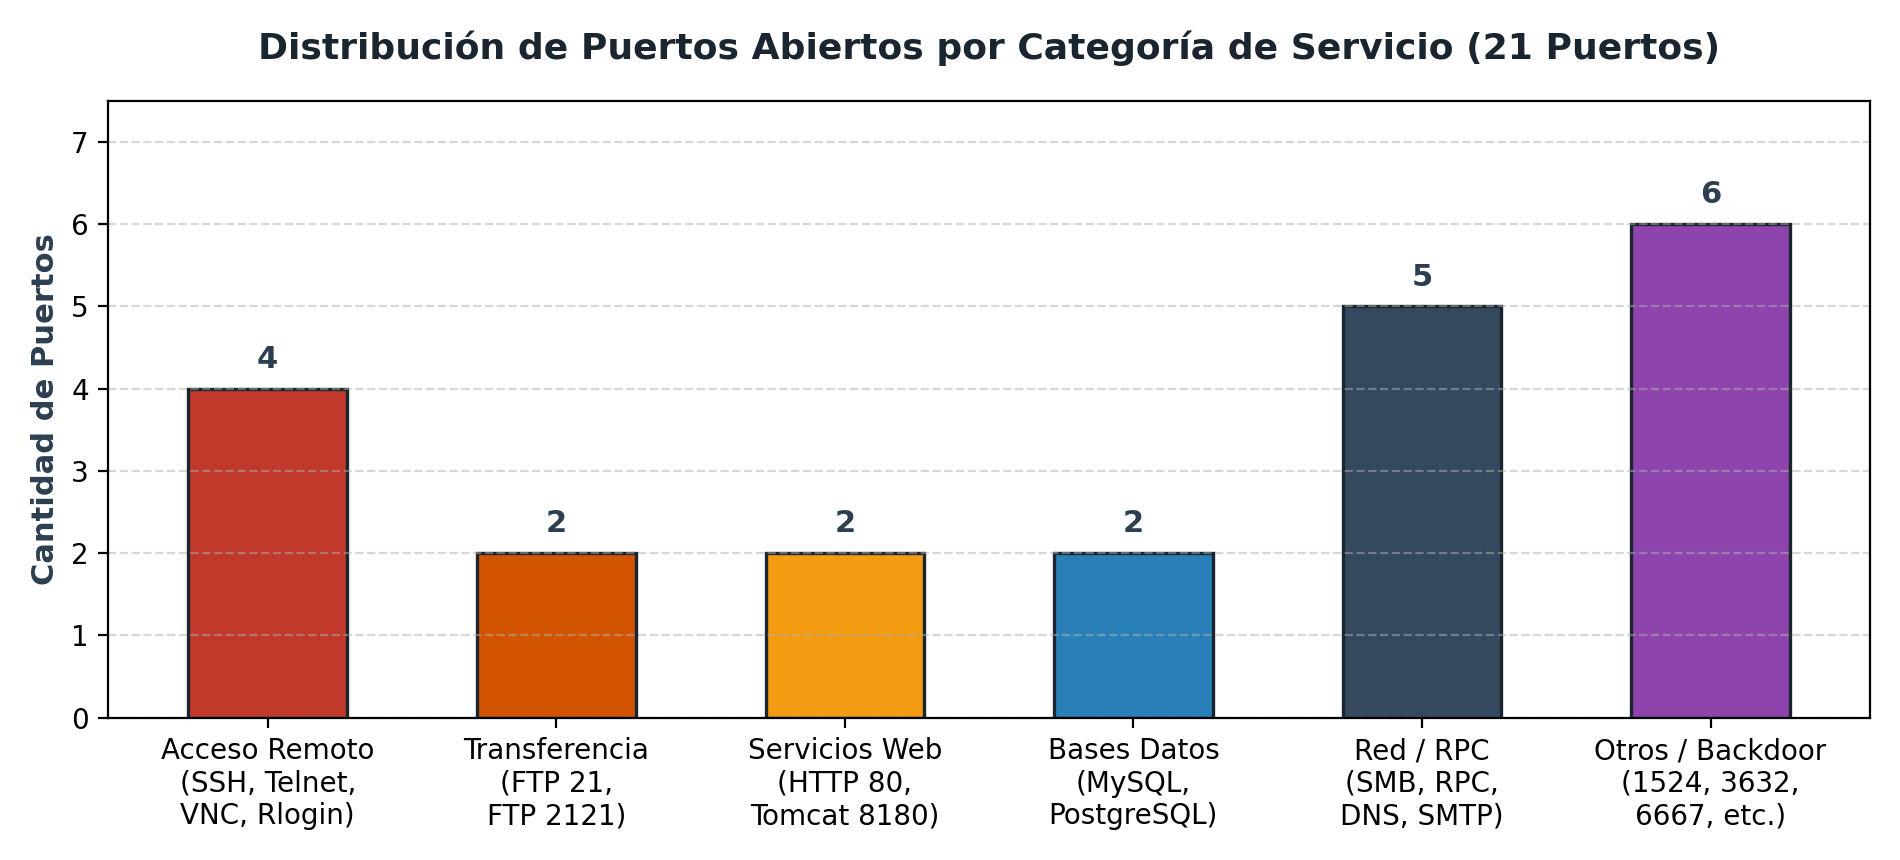 Distribución de Puertos Abiertos por Categoría de Servicio (21 Puertos)
Cantidad de Puertos
7
6
5
4
3
2
1
0
4
2
2
2
5
6
Acceso Remoto
(SSH, Telnet,
VNC, Rlogin)
Transferencia
(FTP 21,
FTP 2121)
Servicios Web
(HTTP 80,
Tomcat 8180)
Bases Datos
(MySQL,
PostgreSQL)
Red / RPC
(SMB, RPC,
DNS, SMTP)
Otros / Backdoor
(1524, 3632,
6667, etc.)